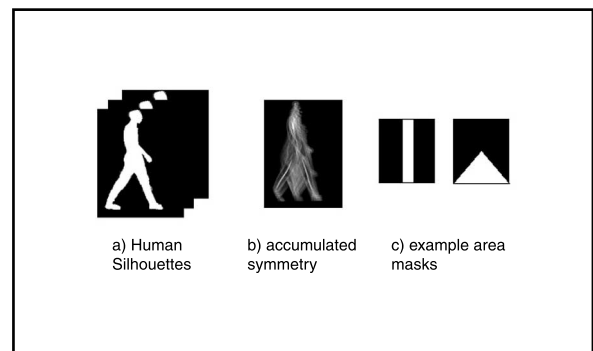 a) Human
Silhouettes
b) accumulated
symmetry
c) example area
masks